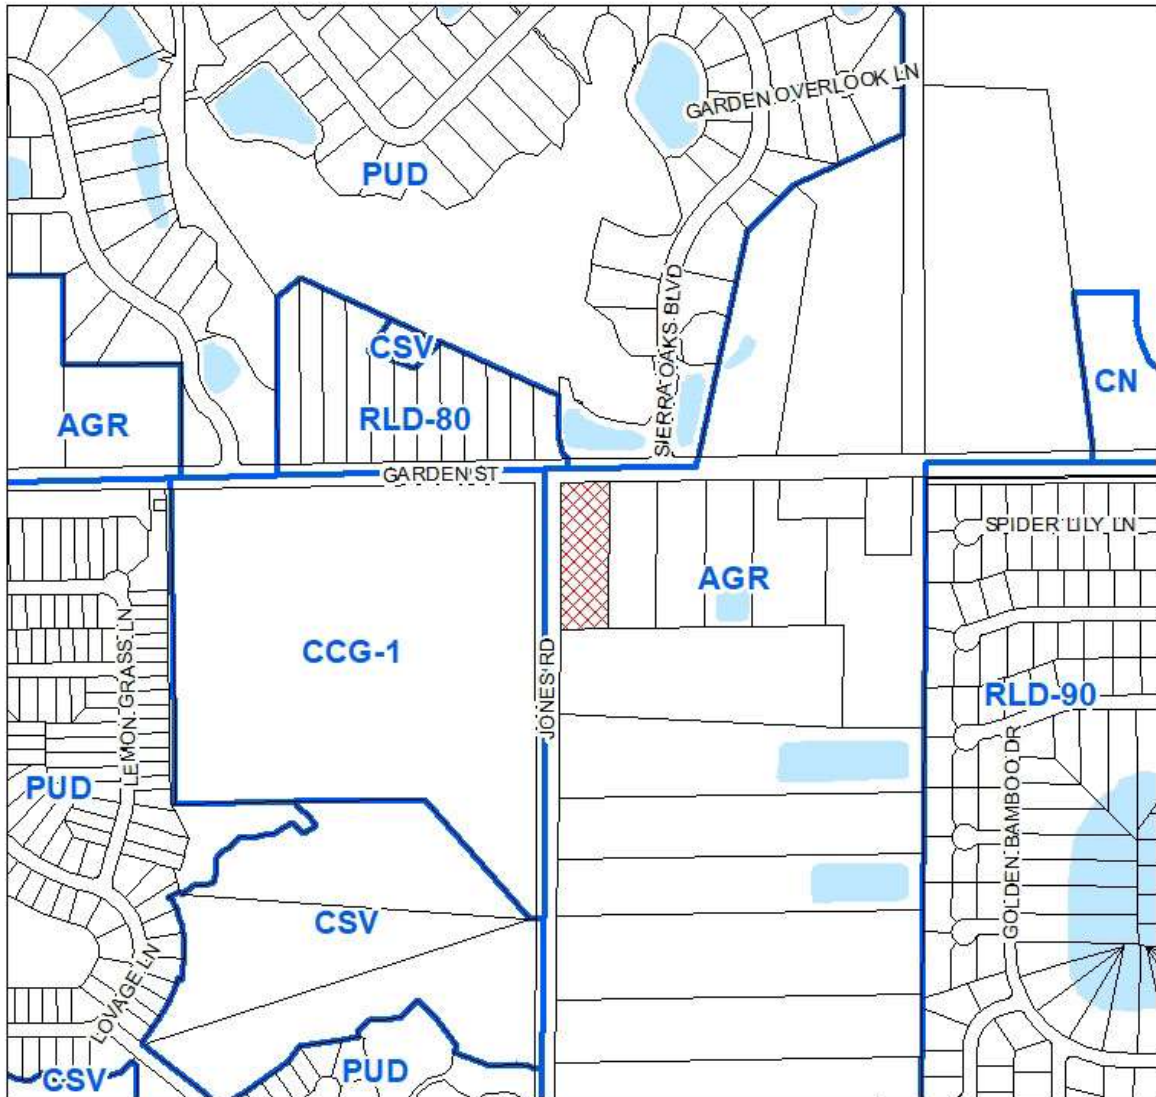 GARDEN OVERLOOK LN
PUD
SIERRA OAKS BLVD
CSV
CN
AGR
RLD-80
GARDEN ST
SPIDER LILY LN
AGR
LEMON GRASS LN
CCG-1
JONES RD
RLD-90
PUD
GOLDEN BAMBOO DR
CSV
LOVAGE LN
CSV
PUD